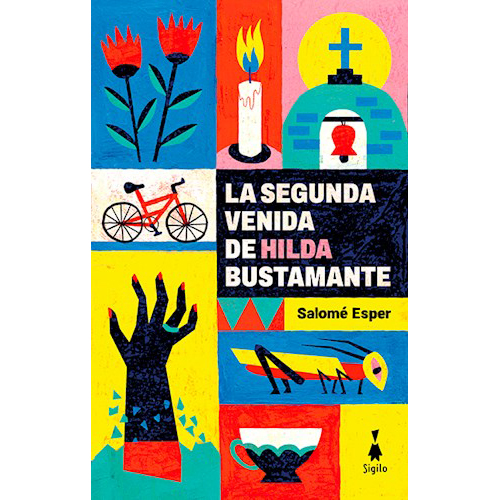 LA SEGUNDA
VENIDA
DE HILDA
BUSTAMANTE
Salomé Esper
Sigilo